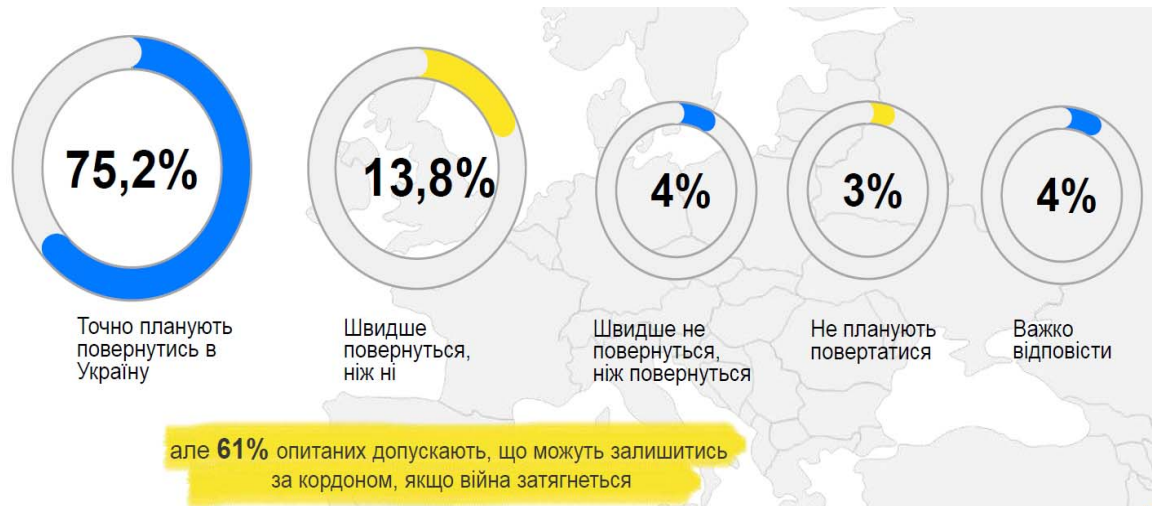 75,2%
13,8%
4%
3%
4%
Точно планують
повернутись в
Україну
Швидше
повернуться,
ніж ні
Швидше не
повернуться,
ніж повернуться
Не планують
повертатися
Важко
відповісти
але 61% опитаних допускають, що можуть залишитись
за кордоном, якщо війна затягнеться